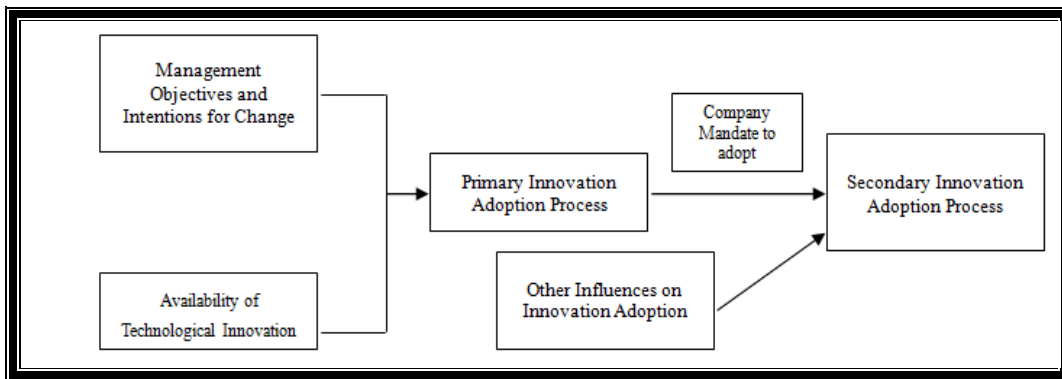 Management
Objectives and
Intentions for Change
Company
Mandate to
adopt
Primary Innovation
Adoption Process
Secondary Innovation
Adoption Process
Availability of
Technological Innovation
Other Influences on
Innovation Adoption